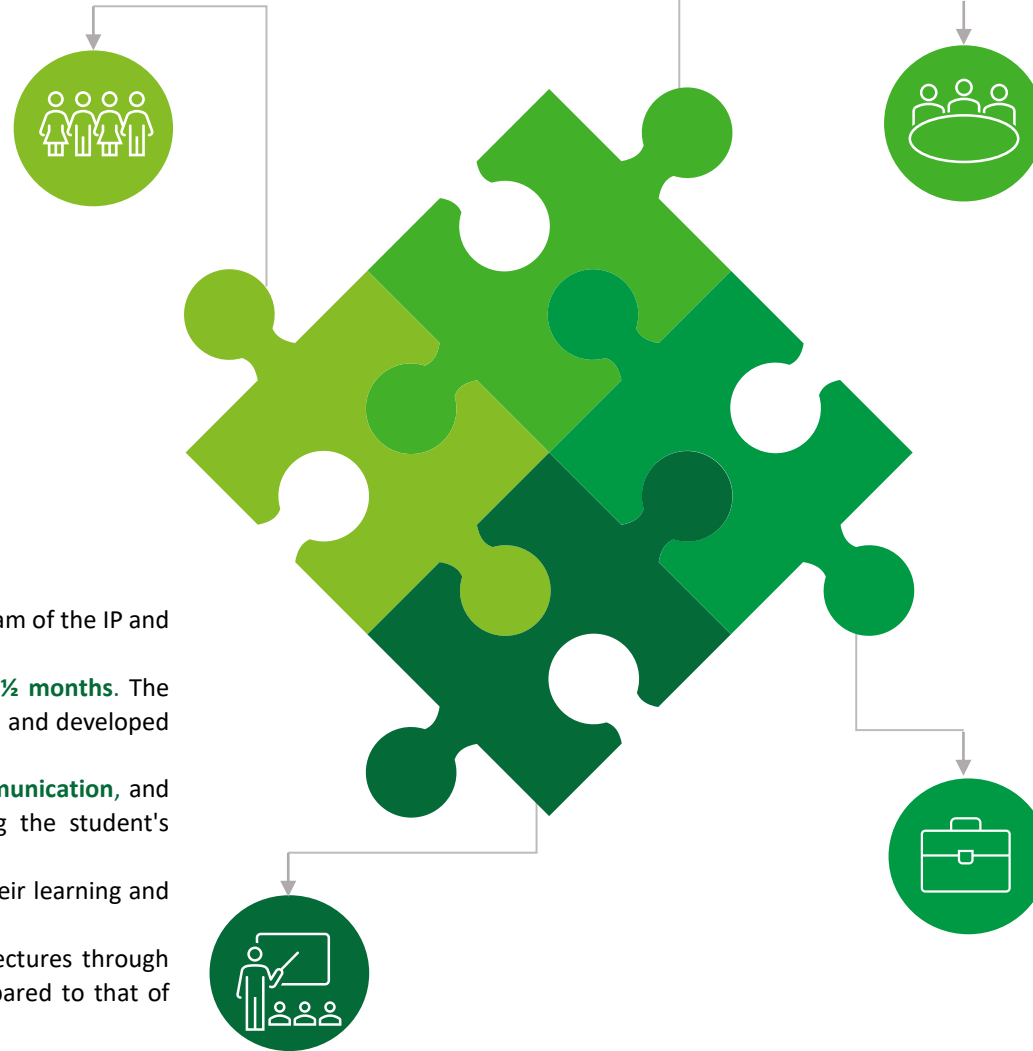 am of the IP and
½ months. The
and developed
munication, and
g the student's
eir learning and
ectures through
pared to that of